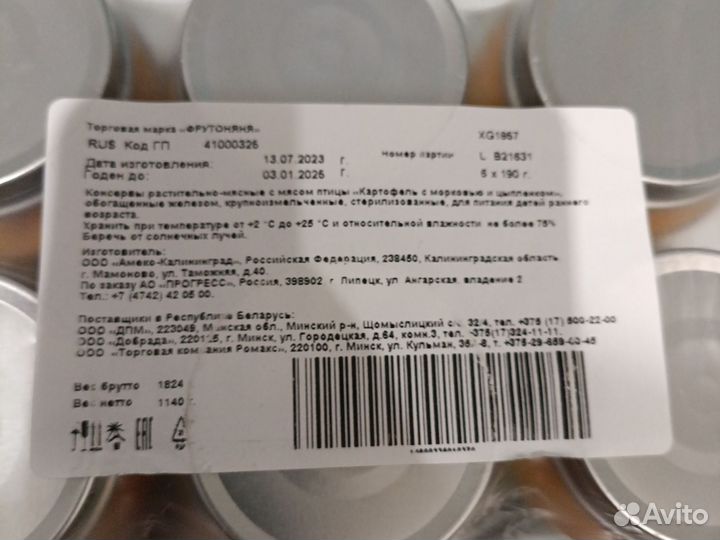 Торговая марка «ФРУТОНЯНЯ» XG1867
RUS Код ГП 41000326 Номер партии L B21631
Дата изготовления: 13.07.2023 г. 6 x 190 г.
Годен до: 03.01.2025 г.
Консервы растительно-мясные с мясом птицы «Картофель с морковью и цыпленком»,
обогащенные железом, крупноизмельченные, стерилизованные, для питания детей раннего
возраста.
Хранить при температуре от +2 °С до +25 °С и относительной влажности не более 75%
Беречь от солнечных лучей.
Изготовитель:
ООО «Амеко-Калининград», Российская Федерация, 238450, Калининградская область
г. Мамоново, ул. Таможняя, д.40.
По заказу АО «ПРОГРЕСС», Россия, 398902 г Липецк, ул. Ангарская, владение 2
Тел.: +7 (4742) 42 05 00.
Поставщики в Республике Беларусь:
ООО «ДПМ», 223049, Минская обл., Минский р-н, Щомыслицкий с/с, 32/4, тел. +375 (17) 500-22-00
ООО «Добрада», г. Минск, ул. Городецкая, д.64, комн.3, тел. +375(17)324-11-11.
ООО «Торговая компания Ромакс», 220100, г. Минск, ул. Кульман, т. +375-29-659-
Вес брутто 1824
Вес нетто 1140 г.
EAC
Avito